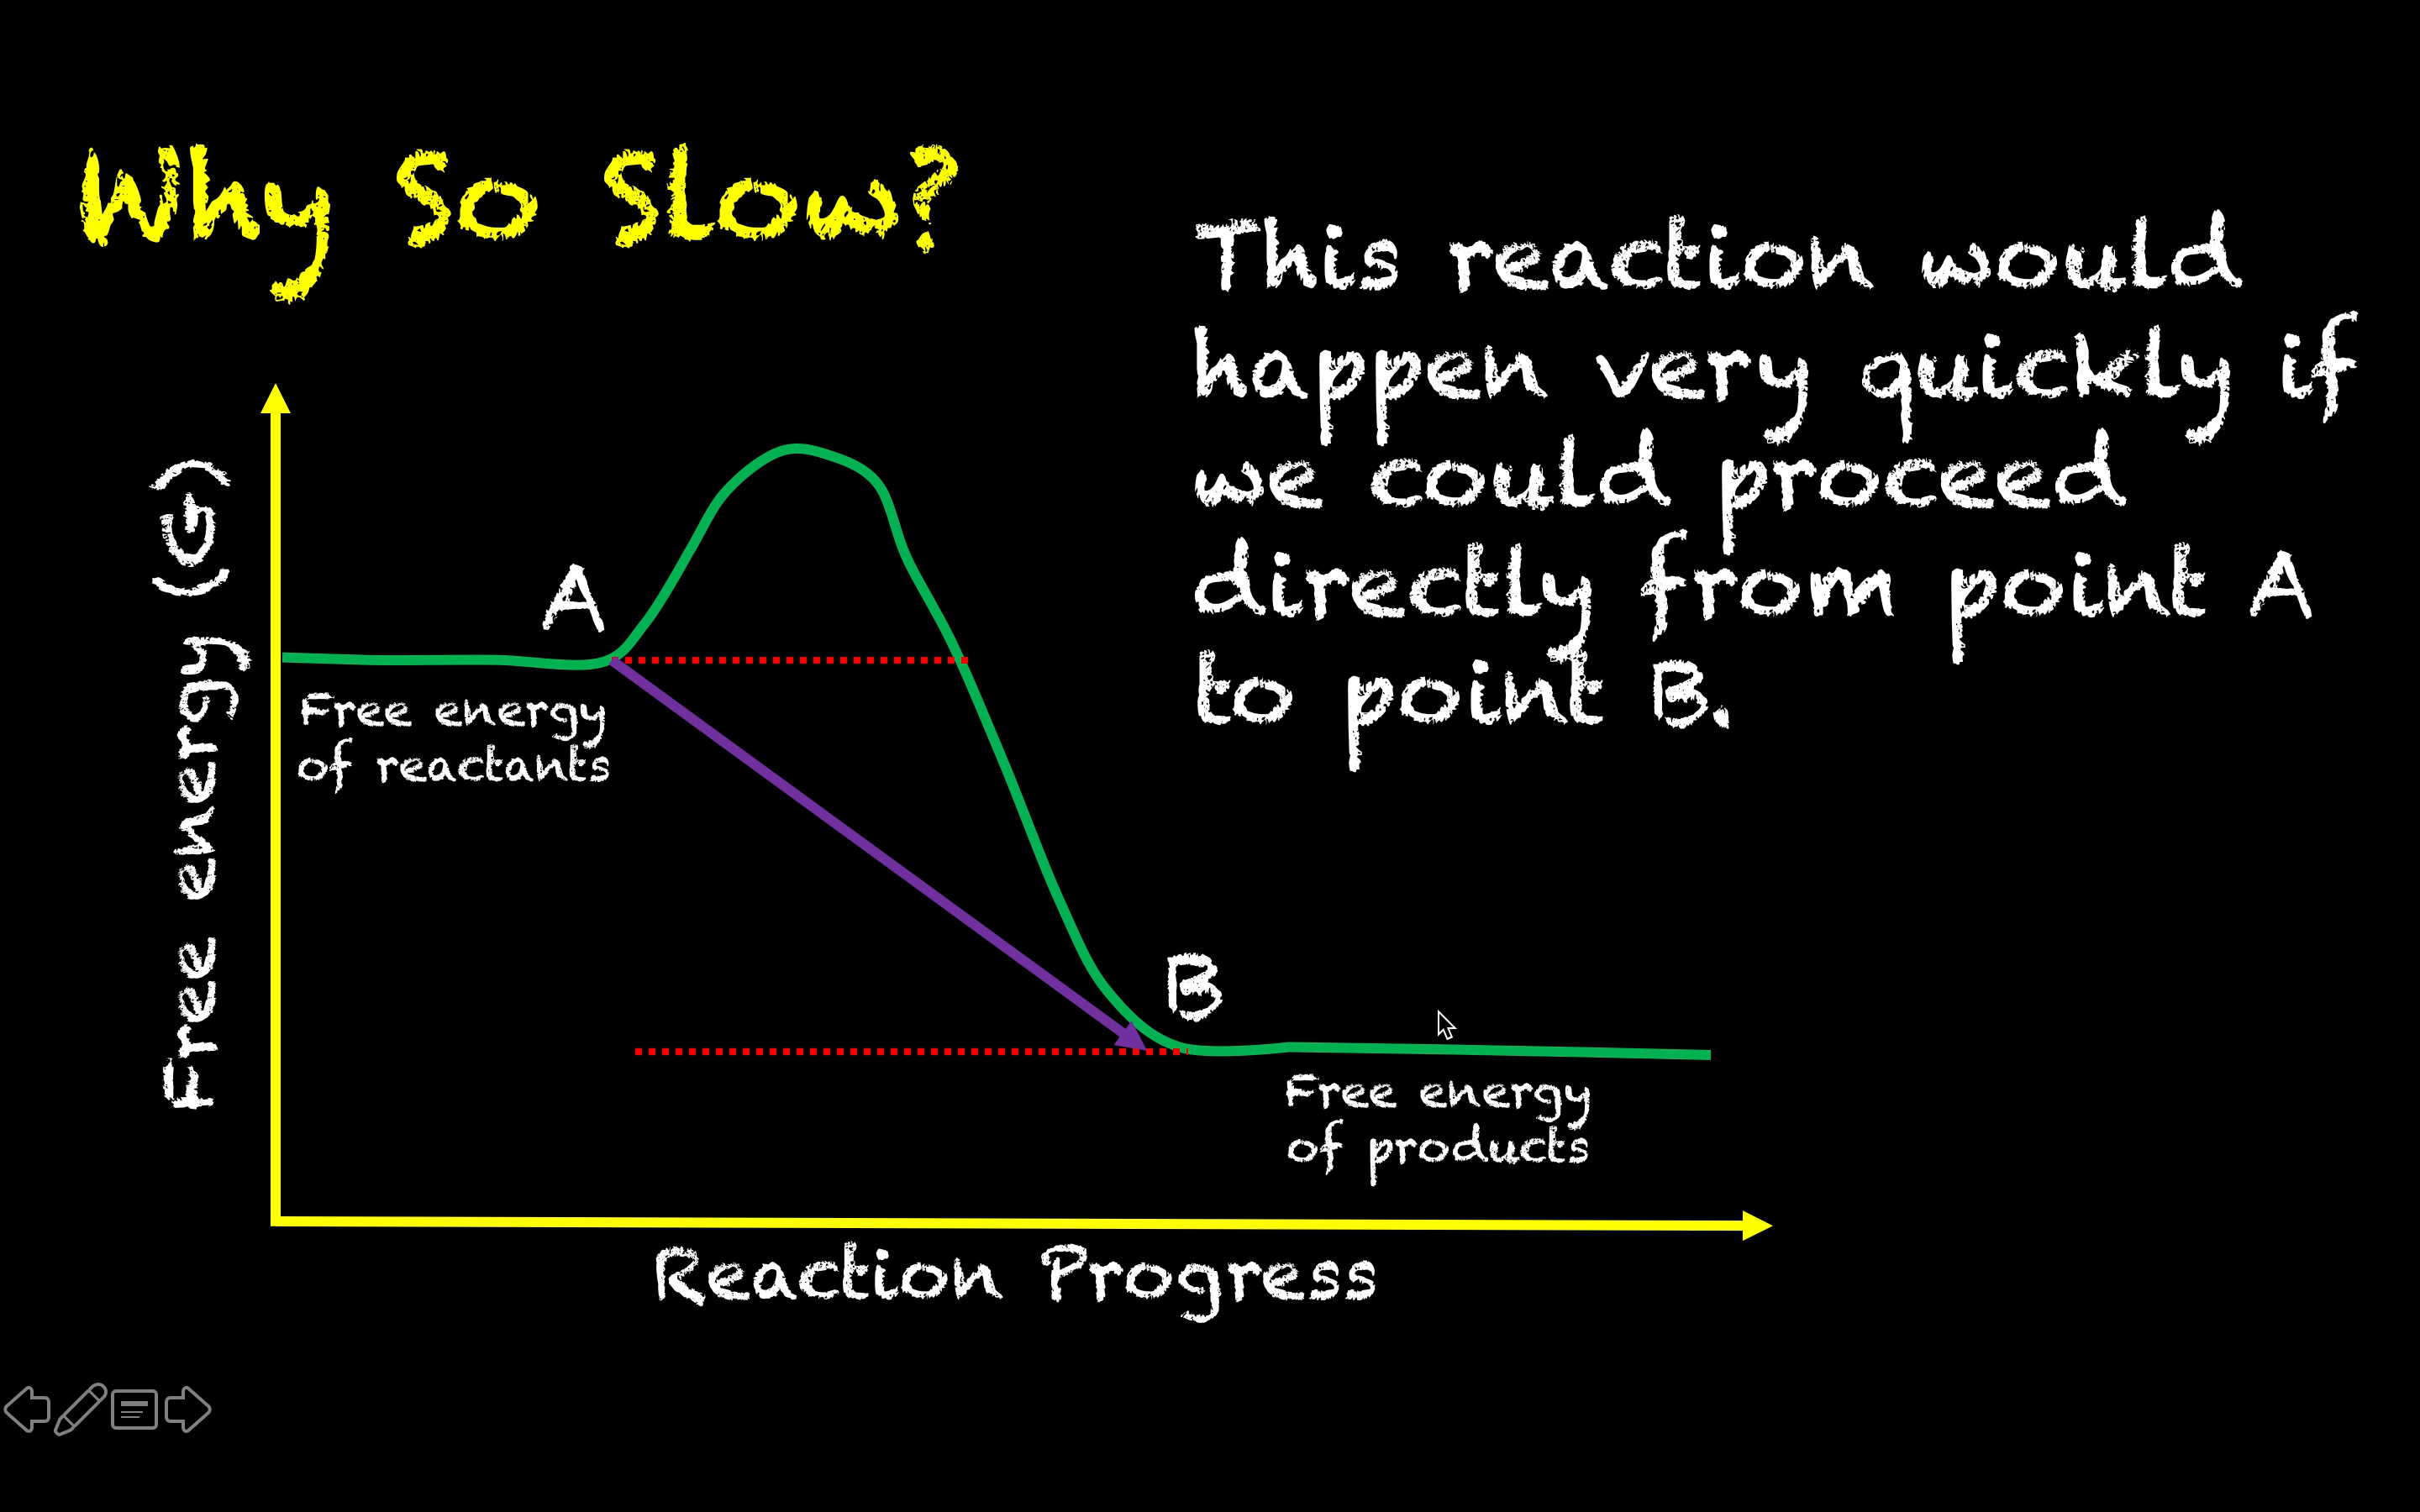 Why So Slow?
This reaction would
happen very quickly if
we could proceed
directly from point A
to point B.
Free energy (G)
A
Free energy
of reactants
B
Free energy
of products
Reaction Progress